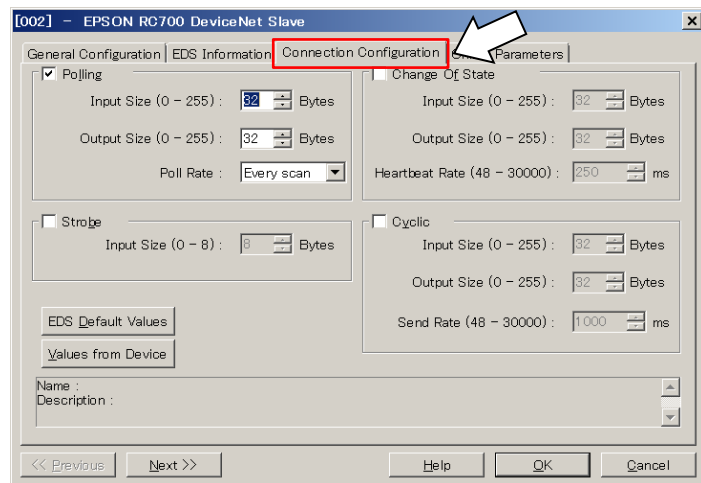 [002] - EPSON RC700 DeviceNet Slave
General Configuration EDS Information Connection Configuration Parameters
Polling
Input Size (0 - 255) : 32 Bytes
Output Size (0 - 255) : 32 Bytes
Poll Rate : Every scan
Change Of State
Input Size (0 - 255) : 32 Bytes
Output Size (0 - 255) : 32 Bytes
Heartbeat Rate (48 - 30000) : 250 ms
Strobe
Input Size (0 - 8) : 8 Bytes
Cyclic
Input Size (0 - 255) : 32 Bytes
Output Size (0 - 255) : 32 Bytes
Send Rate (48 - 30000) : 1000 ms
EDS Default Values
Values from Device
Name :
Description :
<< Previous Next >> Help OK Cancel